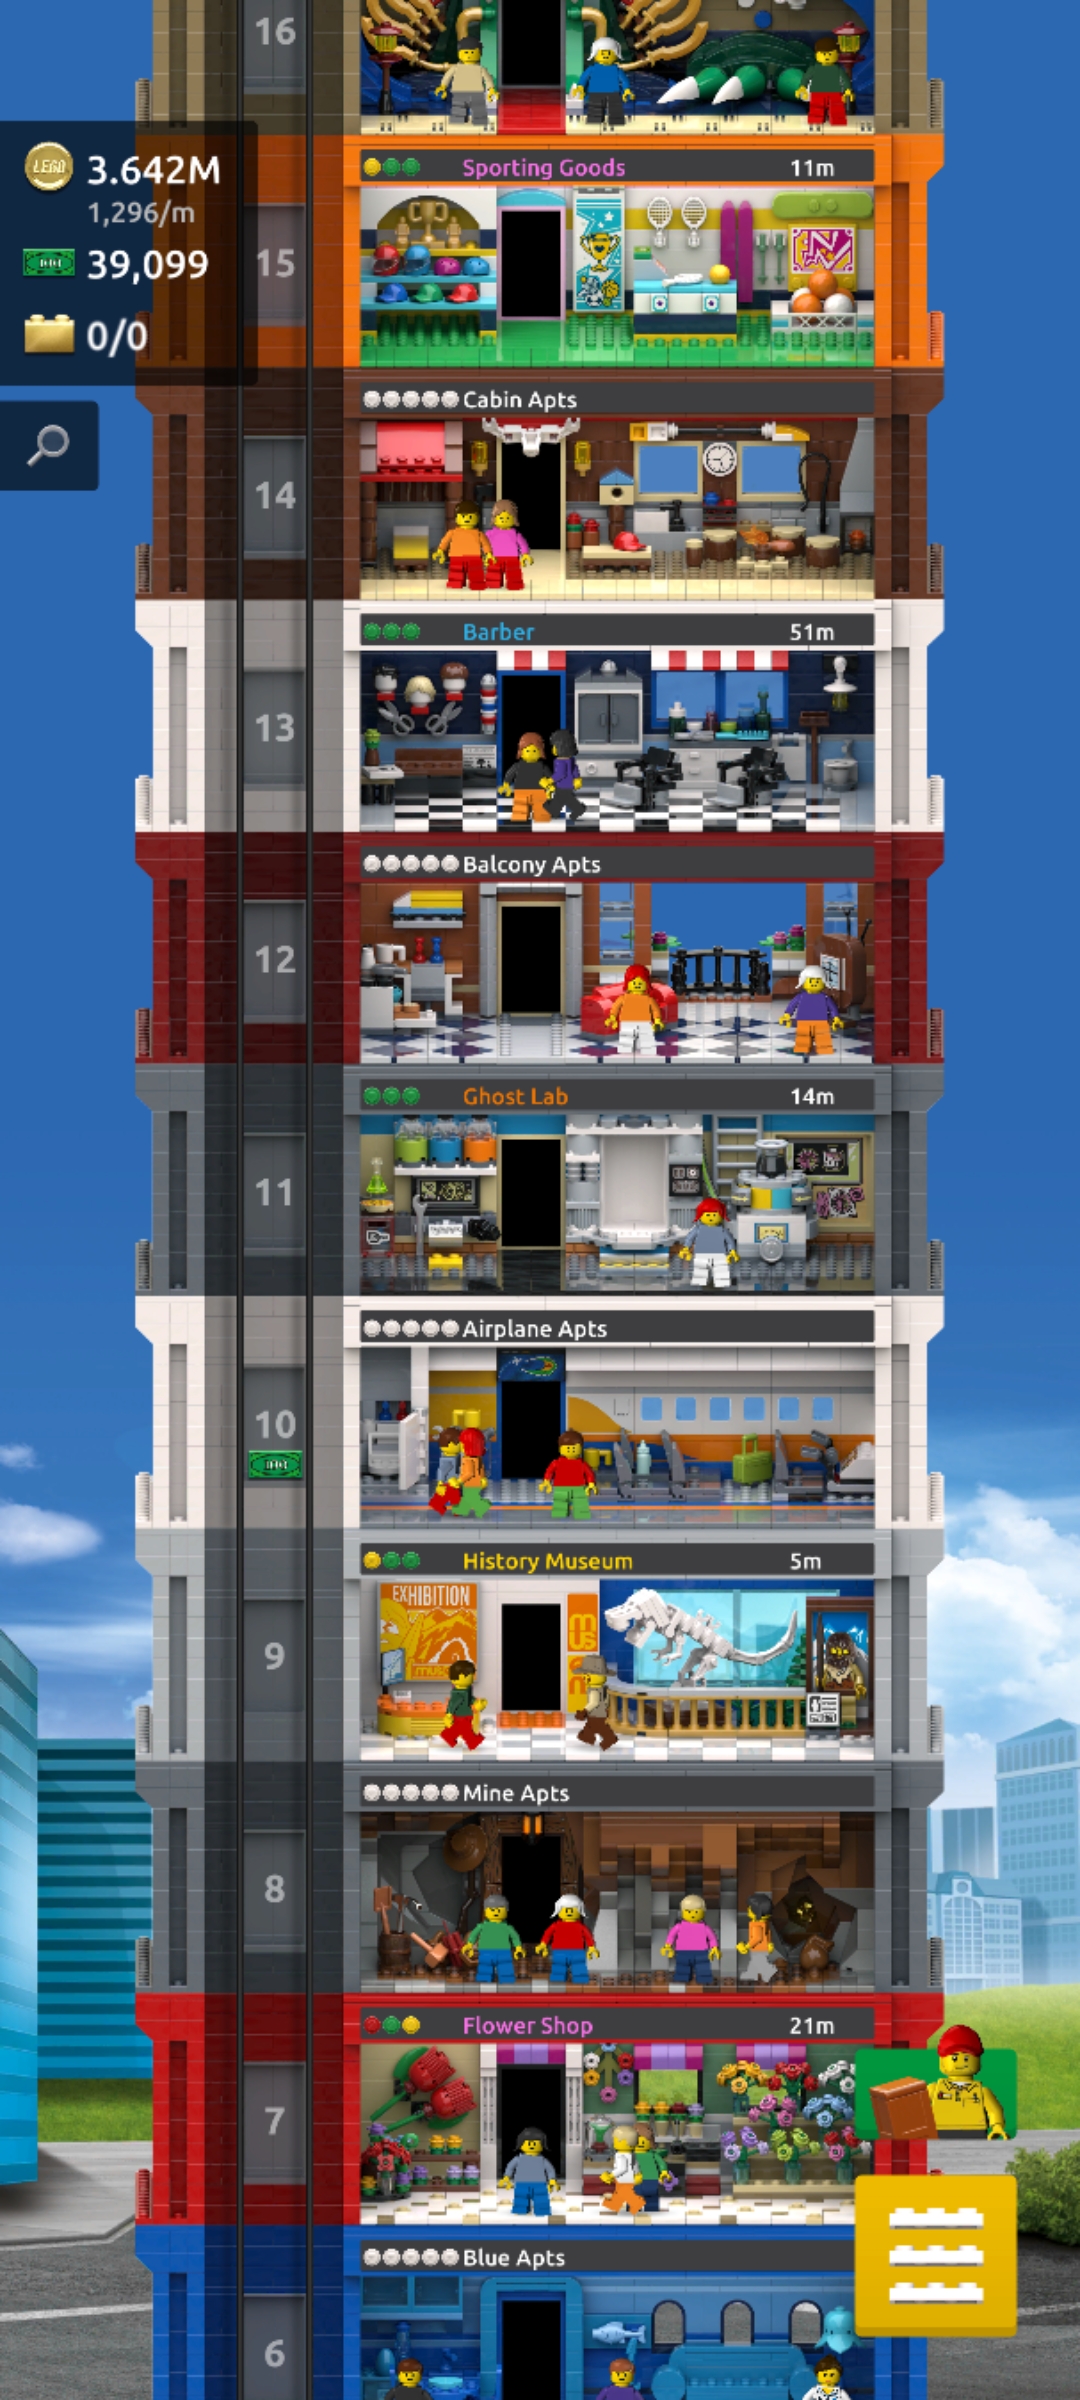 16
LEGO
3.642M
1,296/m
39,099
0/0
Sporting Goods 11m
15
Cabin Apts
14
Barber 51m
13
Balcony Apts
12
Ghost Lab 14m
11
Airplane Apts
10
History Museum 5m
EXHIBITION
9
Mine Apts
8
Flower Shop 21m
7
Blue Apts
6